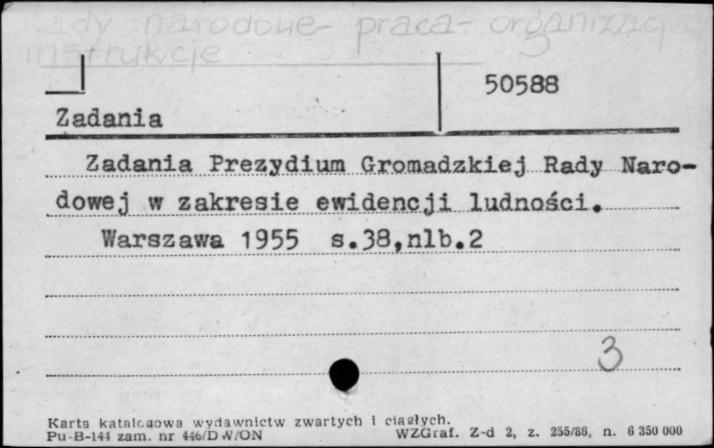 Rady narodowe - praca - organizacja
instrukcje
50588
Zadania
Zadania Prezydium Gromadzkiej Rady Naro-
dowej w zakresie ewidencji ludności.
Warszawa 1955 s.38,nlb.2
3
Karta katalogowa wydawnictw zwartych i ciągłych.
Pu-B-144 zam. nr 446/DW/ON WZGraf. Z-d 2, z. 255/86, n. 6 350 000